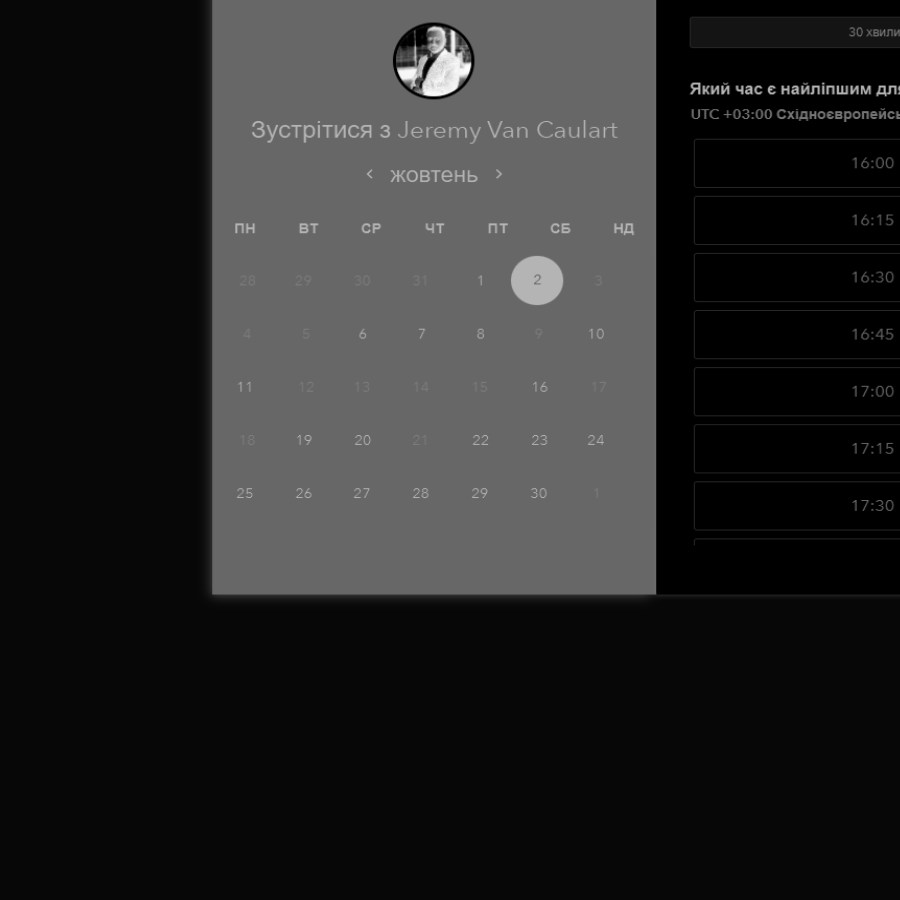 Зустрітися з Jeremy Van Caulart
жовтень
ПН ВТ СР ЧТ ПТ СБ НД
28 29 30 31 1 2 3
4 5 6 7 8 9 10
11 12 13 14 15 16 17
18 19 20 21 22 23 24
25 26 27 28 29 30 1
30 хвили
Який час є найліпшим для
UTC +03:00 Східноєвропейсь
16:00
16:15
16:30
16:45
17:00
17:15
17:30